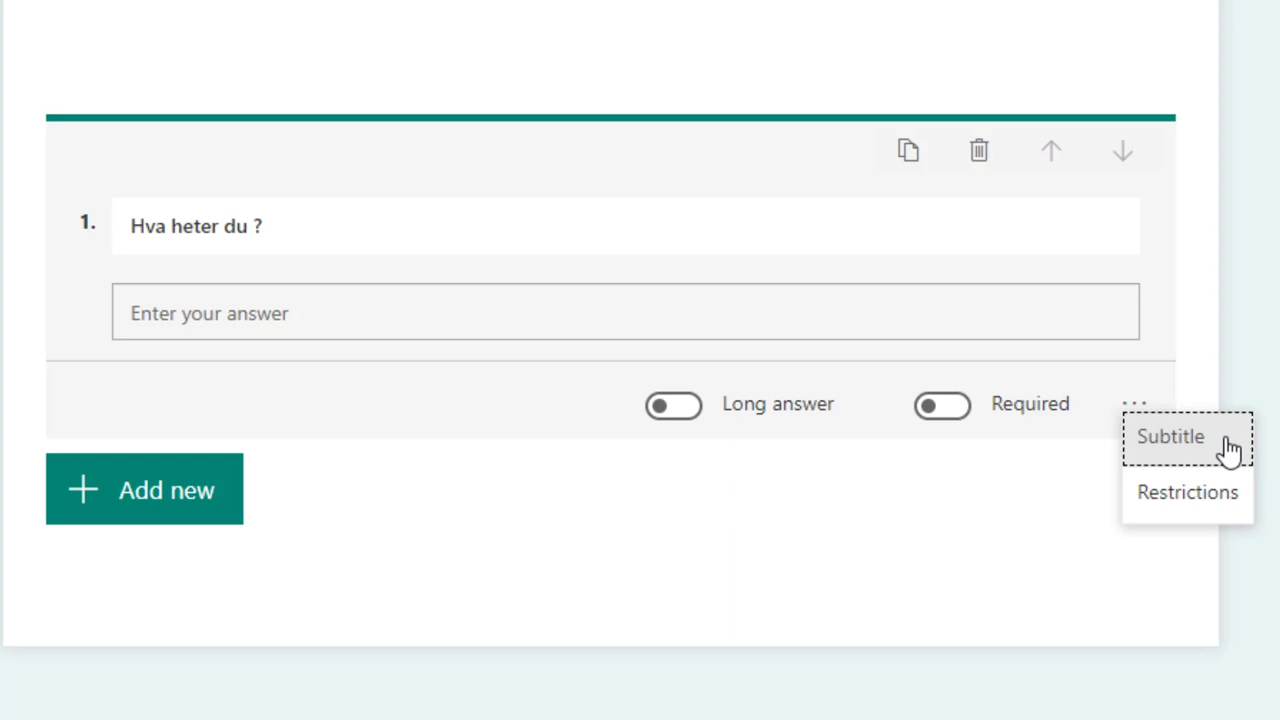 1. Hva heter du ?
Enter your answer
Long answer Required ...
Subtitle
Restrictions
Add new